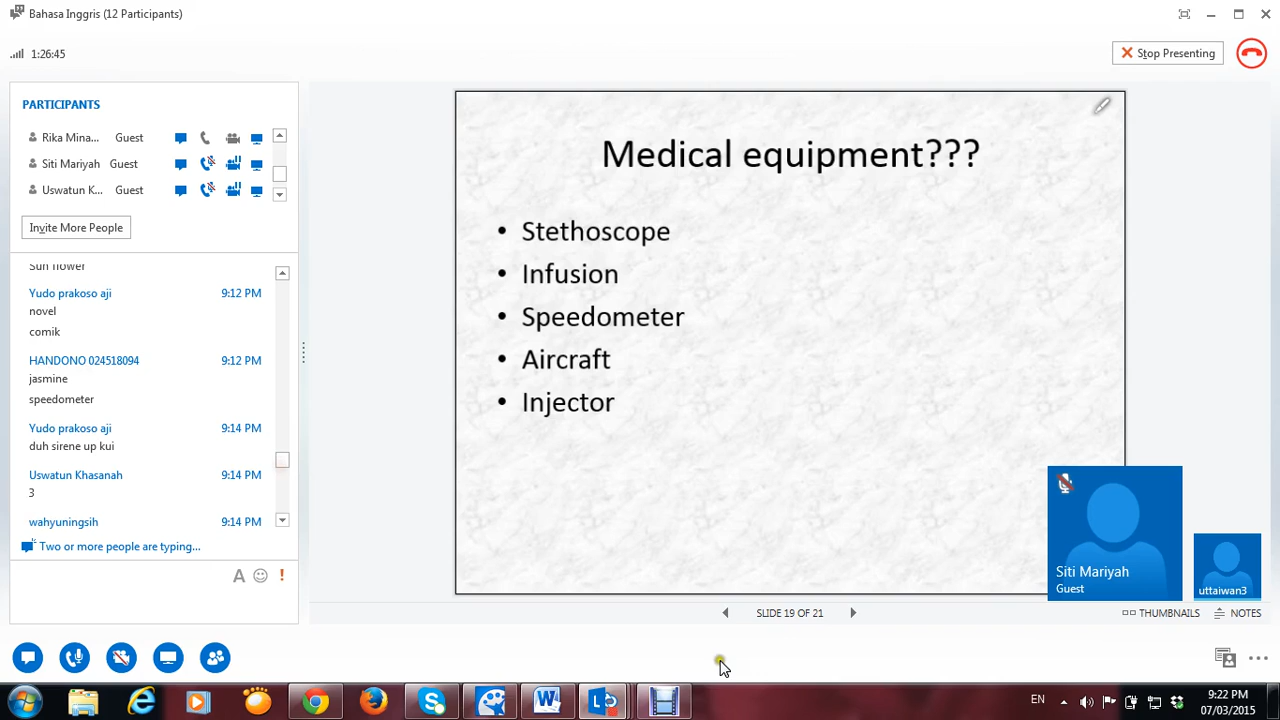 Bahasa Inggris (12 Participants)
1:26:45
Stop Presenting
PARTICIPANTS
Rika Mina... Guest
Siti Mariyah Guest
Uswatun K... Guest
Invite More People
Sun flower
Yudo prakoso aji 9:12 PM
novel
comik
HANDONO 024518094 9:12 PM
jasmine
speedometer
Yudo prakoso aji 9:14 PM
duh sirene up kui
Uswatun Khasanah 9:14 PM
3
wahyuningsih 9:14 PM
Two or more people are typing...
A !
Medical equipment???
• Stethoscope
• Infusion
• Speedometer
• Aircraft
• Injector
Siti Mariyah
Guest
uttaiwan3
SLIDE 19 OF 21
THUMBNAILS
NOTES
EN
9:22 PM
07/03/2015